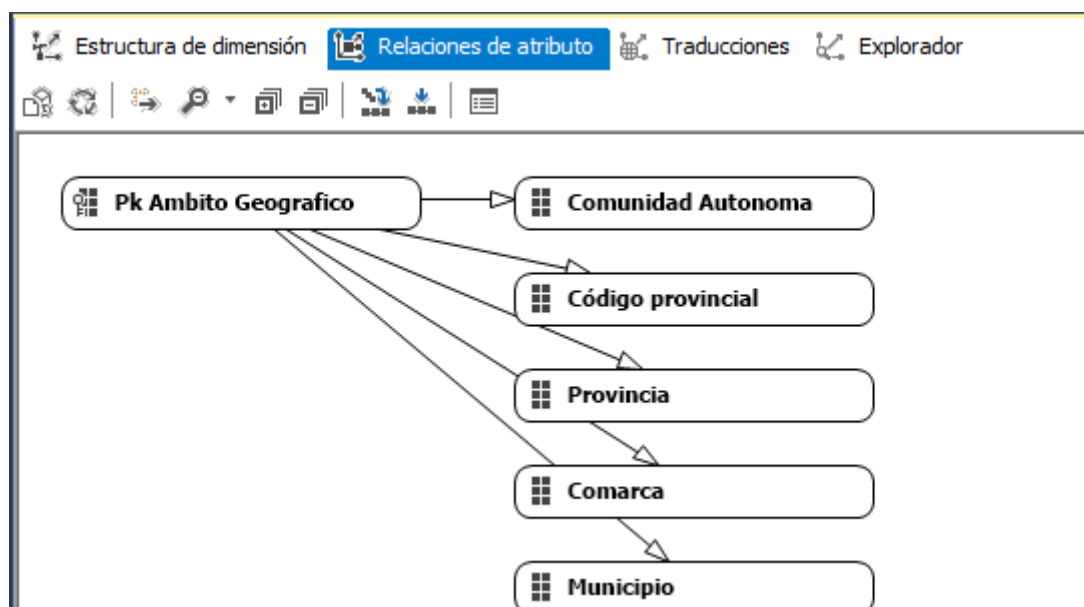 Estructura de dimensión Relaciones de atributo Traducciones Explorador
Pk Ambito Geografico Comunidad Autonoma
Código provincial
Provincia
Comarca
Municipio